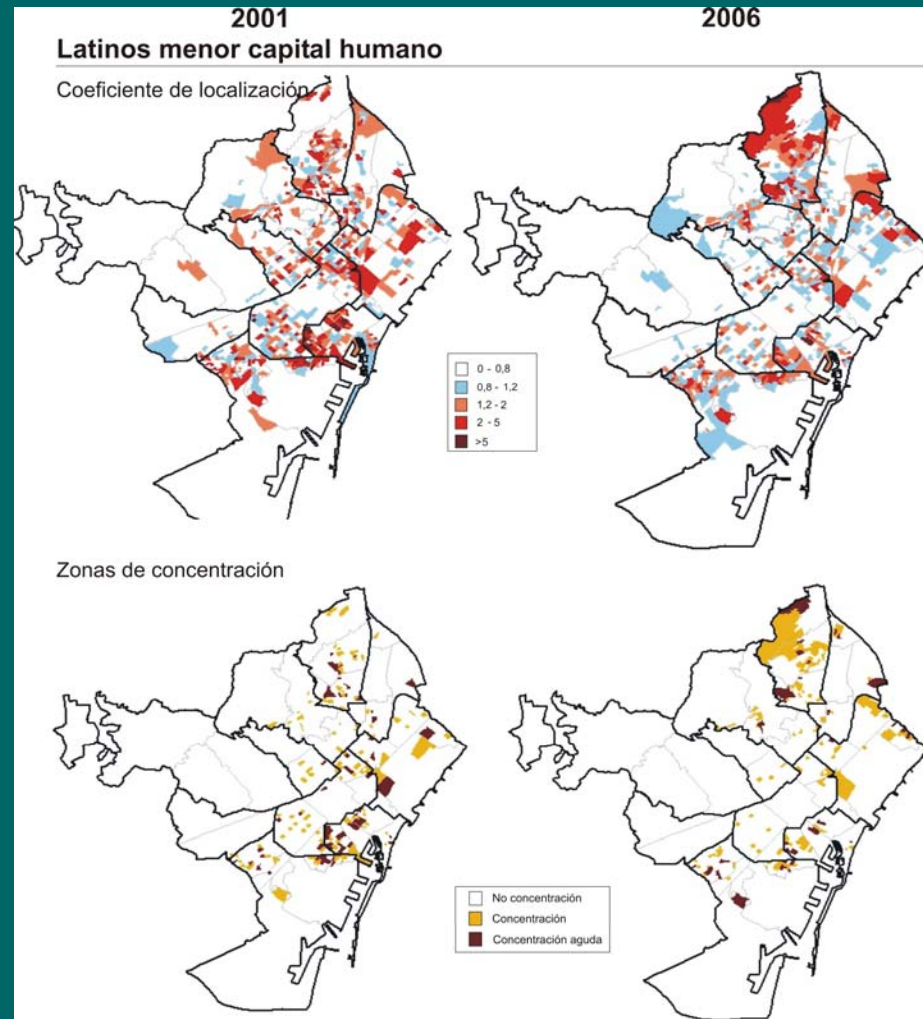 2001 2006
Latinos menor capital humano
Coeficiente de localización
0 - 0,8
0,8 - 1,2
1,2 - 2
2 - 5
>5
Zonas de concentración
No concentración
Concentración
Concentración aguda